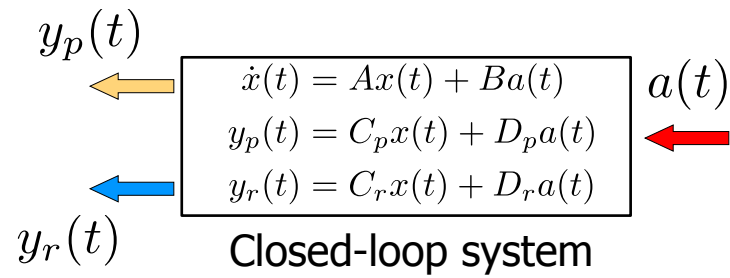 y_p(t)
ẋ(t) = Ax(t) + Ba(t)
a(t)
y_p(t) = C_p x(t) + D_p a(t)
y_r(t) = C_r x(t) + D_r a(t)
y_r(t)
Closed-loop system